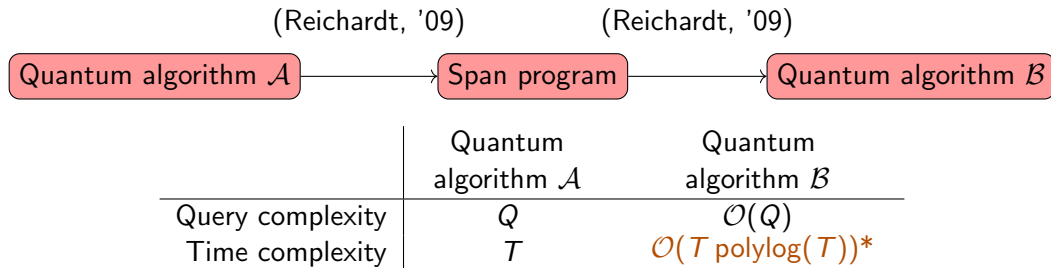 (Reichardt, '09) (Reichardt, '09)
Quantum algorithm 𝒜 Span program Quantum algorithm ℬ
Quantum Quantum
algorithm 𝒜 algorithm ℬ
Query complexity Q 𝒪(Q)
Time complexity T 𝒪(T polylog(T))*